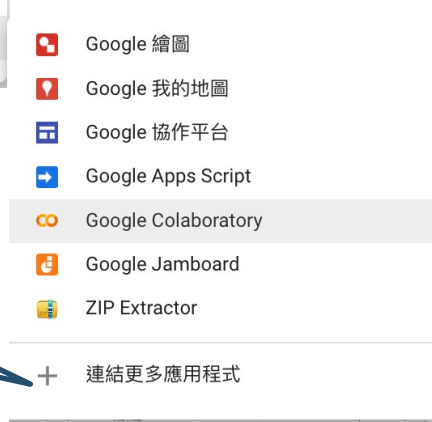 Google 繪圖
Google 我的地圖
Google 協作平台
Google Apps Script
Google Colaboratory
Google Jamboard
ZIP Extractor
連結更多應用程式